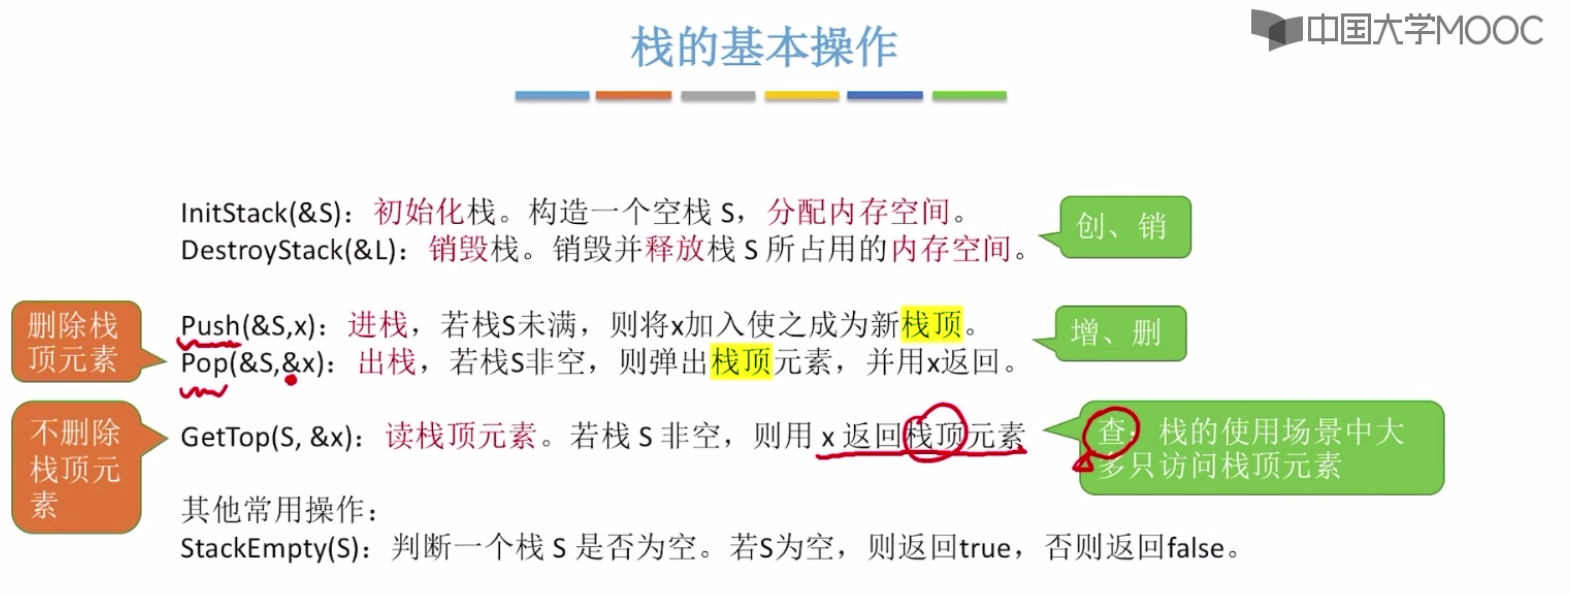 栈的基本操作
中国大学MOOC
InitStack(&S)：初始化栈。构造一个空栈 S，分配内存空间。
DestroyStack(&L)：销毁栈。销毁并释放栈 S 所占用的内存空间。
创、销
删除栈
顶元素
Push(&S,x)：进栈，若栈S未满，则将x加入使之成为新栈顶。
Pop(&S,&x)：出栈，若栈S非空，则弹出栈顶元素，并用x返回。
增、删
不删除
栈顶元
素
GetTop(S, &x)：读栈顶元素。若栈 S 非空，则用 x 返回栈顶元素
查：栈的使用场景中大
多只访问栈顶元素
其他常用操作：
StackEmpty(S)：判断一个栈 S 是否为空。若S为空，则返回true，否则返回false。